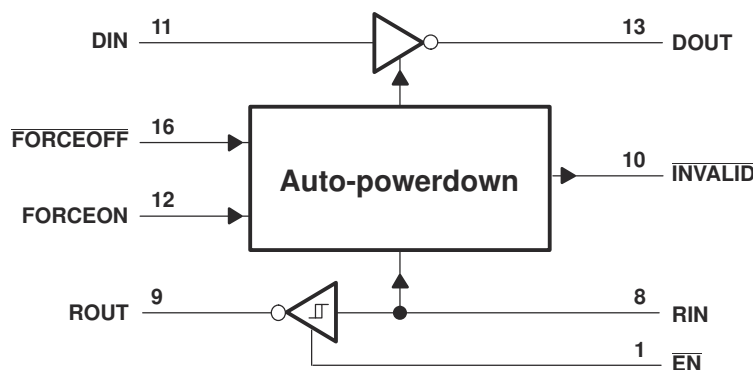 DIN 11 13 DOUT
FORCEOFF 16
Auto-powerdown
10 INVALID
FORCEON 12
ROUT 9 8 RIN
1 EN